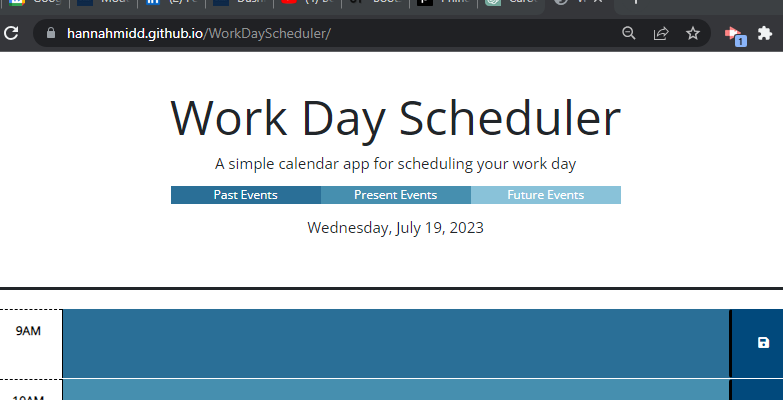 hannahmidd.github.io/WorkDayScheduler/
1
Work Day Scheduler
A simple calendar app for scheduling your work day
Past Events Present Events Future Events
Wednesday, July 19, 2023
9AM
10AM